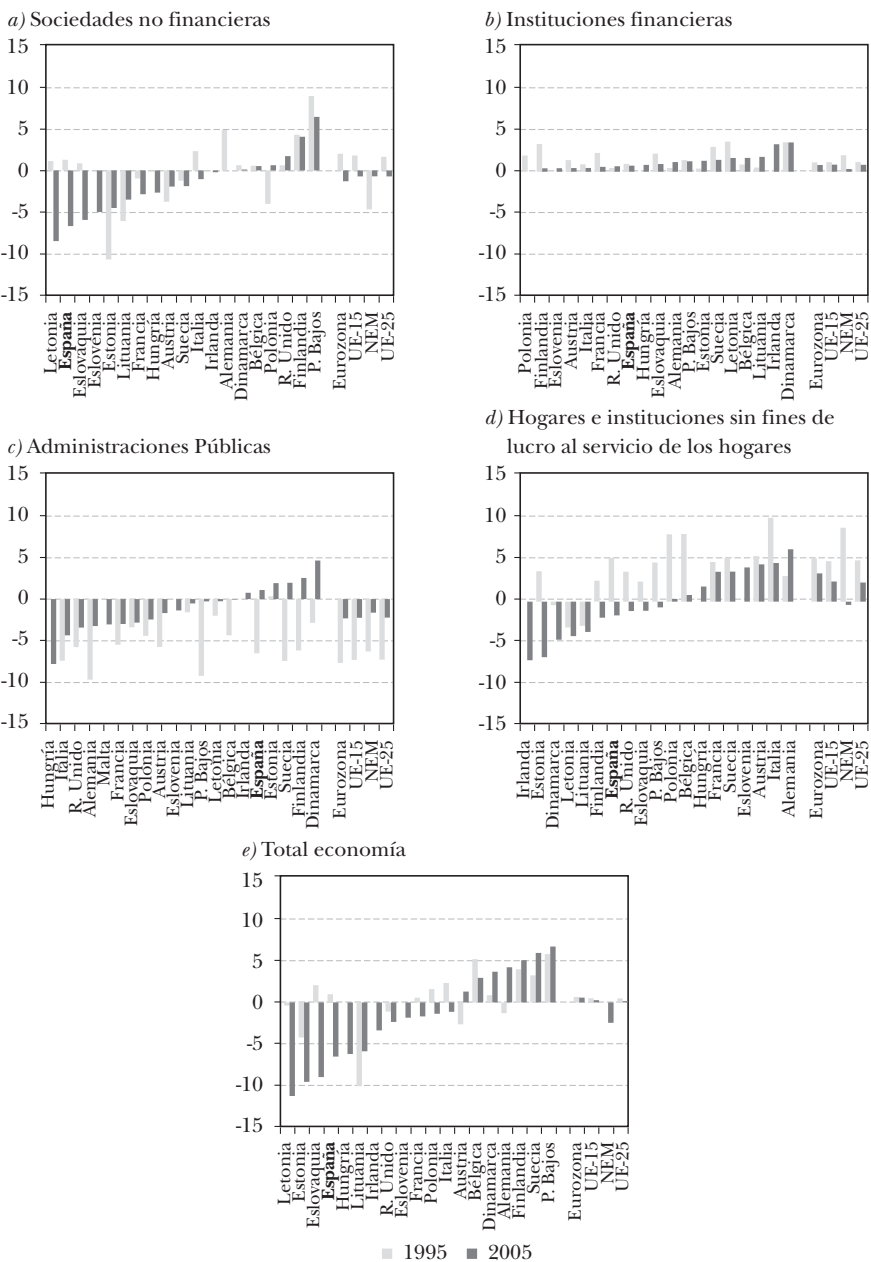 a) Sociedades no financieras
15
10
5
0
-5
-10
-15
Letonia
España
Eslovaquia
Eslovenia
Estonia
Lituania
Francia
Hungría
Austria
Suecia
Italia
Irlanda
Alemania
Dinamarca
Bélgica
Polonia
R. Unido
Finlandia
P. Bajos
Eurozona
UE-15
NEM
UE-25
b) Instituciones financieras
15
10
5
0
-5
-10
-15
Polonia
Finlandia
Eslovenia
Austria
Italia
Francia
R. Unido
España
Hungría
Eslovaquia
Alemania
P. Bajos
Estonia
Suecia
Letonia
Bélgica
Lituania
Irlanda
Dinamarca
Eurozona
UE-15
NEM
UE-25
c) Administraciones Públicas
15
10
5
0
-5
-10
-15
Hungría
Italia
R. Unido
Alemania
Malta
Francia
Eslovaquia
Polonia
Austria
Eslovenia
Lituania
P. Bajos
Letonia
Bélgica
Irlanda
España
Estonia
Suecia
Finlandia
Dinamarca
Eurozona
UE-15
NEM
UE-25
d) Hogares e instituciones sin fines de
lucro al servicio de los hogares
15
10
5
0
-5
-10
-15
Irlanda
Estonia
Dinamarca
Letonia
Lituania
Finlandia
España
R. Unido
Eslovaquia
P. Bajos
Polonia
Bélgica
Hungría
Francia
Suecia
Eslovenia
Austria
Italia
Alemania
Eurozona
UE-15
NEM
UE-25
e) Total economía
15
10
5
0
-5
-10
-15
Letonia
Estonia
Eslovaquia
España
Hungría
Lituania
Irlanda
R. Unido
Eslovenia
Francia
Polonia
Italia
Austria
Bélgica
Dinamarca
Alemania
Finlandia
Suecia
P. Bajos
Eurozona
UE-15
NEM
UE-25
1995 2005